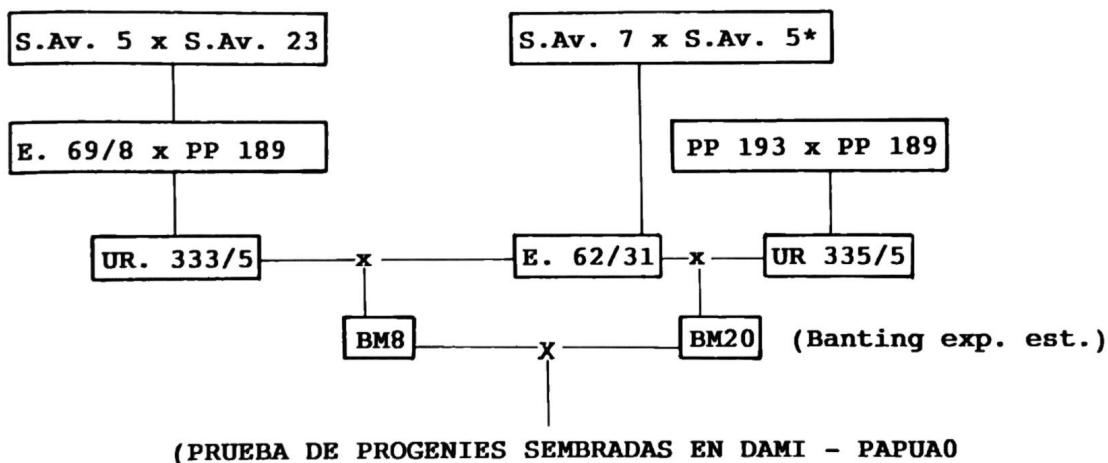 S.Av. 5 x S.Av. 23
S.Av. 7 x S.Av. 5*
E. 69/8 x PP 189
PP 193 x PP 189
UR. 333/5
x
E. 62/31
x
UR 335/5
BM8
X
BM20
(Banting exp. est.)
(PRUEBA DE PROGENIES SEMBRADAS EN DAMI - PAPUA0